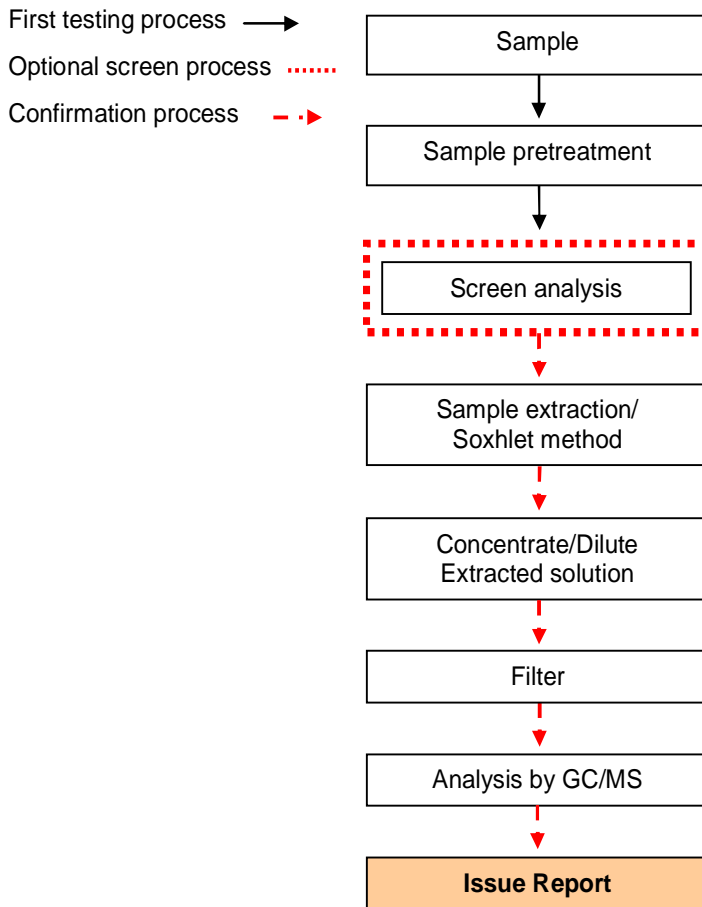 First testing process
Optional screen process
Confirmation process
Sample
Sample pretreatment
Screen analysis
Sample extraction/
Soxhlet method
Concentrate/Dilute
Extracted solution
Filter
Analysis by GC/MS
Issue Report